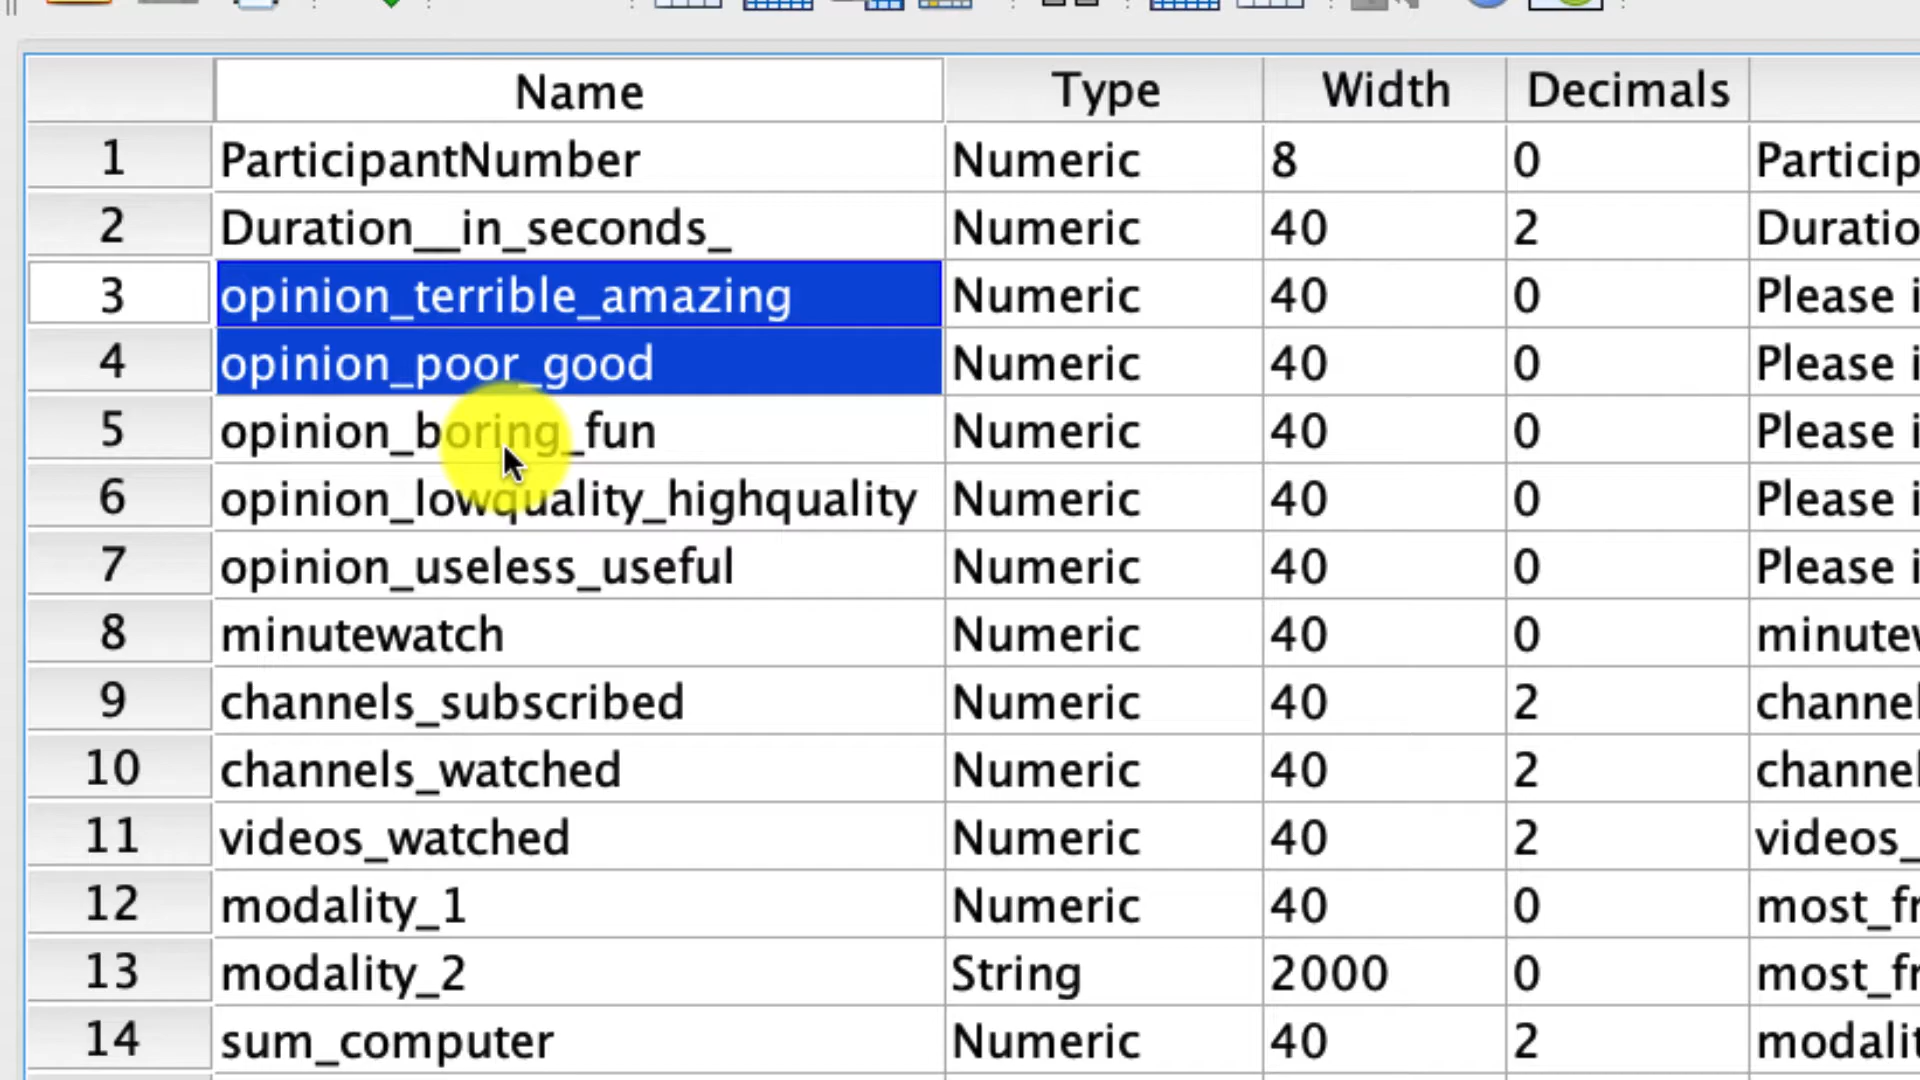 Name Type Width Decimals
1 ParticipantNumber Numeric 8 0 Particip
2 Duration__in_seconds_ Numeric 40 2 Duratio
3 opinion_terrible_amazing Numeric 40 0 Please i
4 opinion_poor_good Numeric 40 0 Please i
5 opinion_boring_fun Numeric 40 0 Please i
6 opinion_lowquality_highquality Numeric 40 0 Please i
7 opinion_useless_useful Numeric 40 0 Please i
8 minutewatch Numeric 40 0 minutew
9 channels_subscribed Numeric 40 2 channel
10 channels_watched Numeric 40 2 channel
11 videos_watched Numeric 40 2 videos_
12 modality_1 Numeric 40 0 most_fr
13 modality_2 String 2000 0 most_fr
14 sum_computer Numeric 40 2 modalit